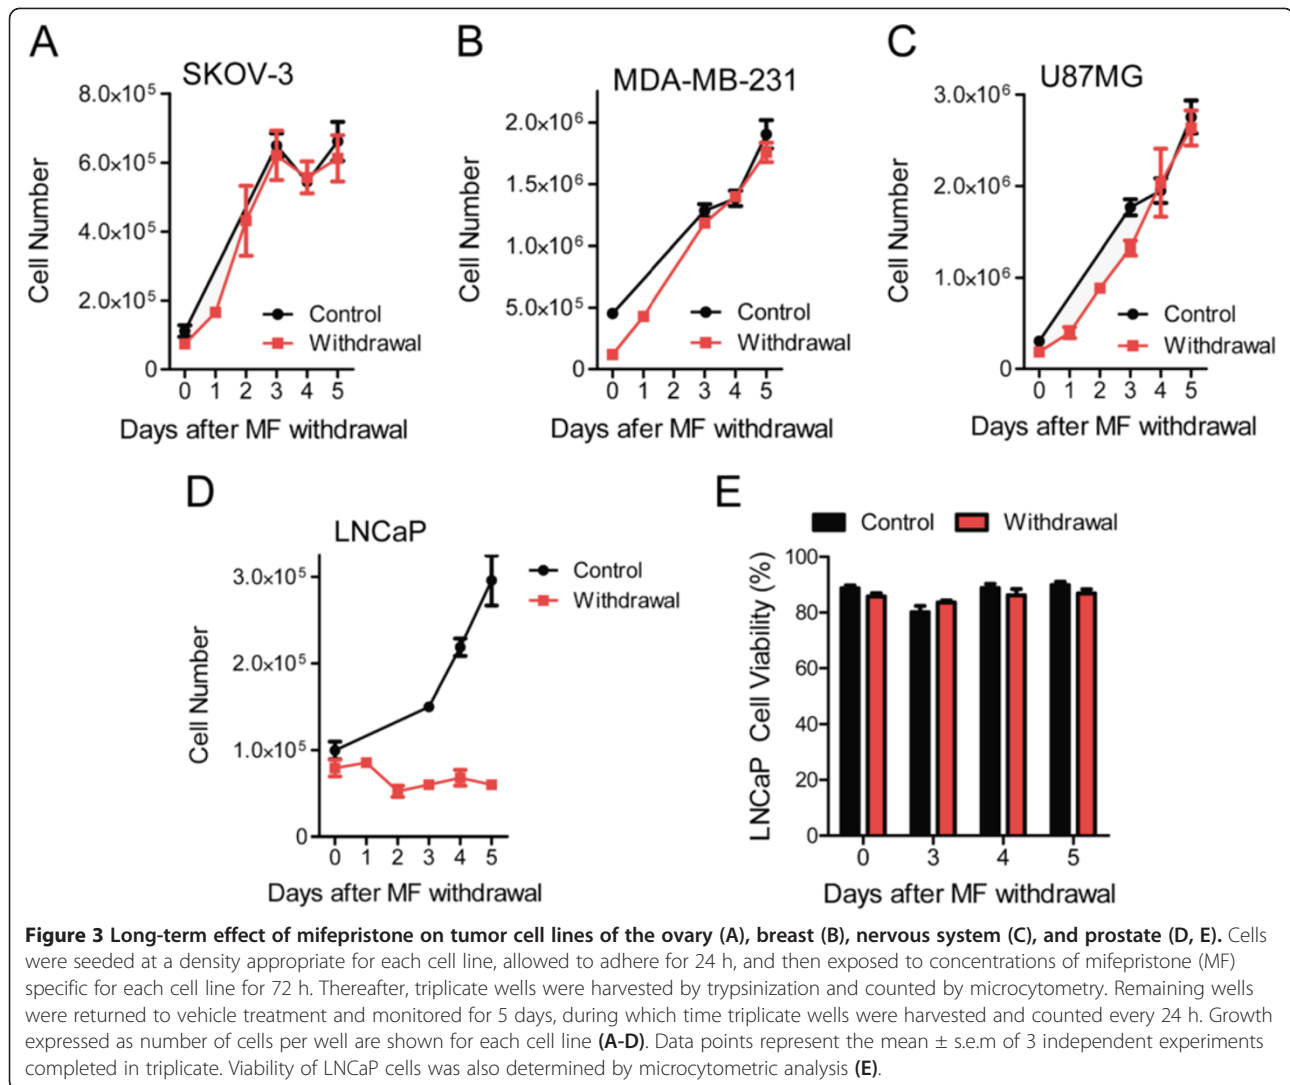 A
SKOV-3
8.0x10⁵
6.0x10⁵
4.0x10⁵
2.0x10⁵
0
Cell Number
Control
Withdrawal
0 1 2 3 4 5
Days after MF withdrawal
B
MDA-MB-231
2.0x10⁶
1.5x10⁶
1.0x10⁶
5.0x10⁵
0
Cell Number
Control
Withdrawal
0 1 2 3 4 5
Days afer MF withdrawal
C
U87MG
3.0x10⁶
2.0x10⁶
1.0x10⁶
0
Cell Number
Control
Withdrawal
0 1 2 3 4 5
Days after MF withdrawal
D
LNCaP
3.0x10⁵
2.0x10⁵
1.0x10⁵
0
Cell Number
Control
Withdrawal
0 1 2 3 4 5
Days after MF withdrawal
E
Control Withdrawal
100
80
60
40
20
0
LNCaP Cell Viability (%)
0 3 4 5
Days after MF withdrawal
Figure 3 Long-term effect of mifepristone on tumor cell lines of the ovary (A), breast (B), nervous system (C), and prostate (D, E). Cells
were seeded at a density appropriate for each cell line, allowed to adhere for 24 h, and then exposed to concentrations of mifepristone (MF)
specific for each cell line for 72 h. Thereafter, triplicate wells were harvested by trypsinization and counted by microcytometry. Remaining wells
were returned to vehicle treatment and monitored for 5 days, during which time triplicate wells were harvested and counted every 24 h. Growth
expressed as number of cells per well are shown for each cell line (A-D). Data points represent the mean ± s.e.m of 3 independent experiments
completed in triplicate. Viability of LNCaP cells was also determined by microcytometric analysis (E).